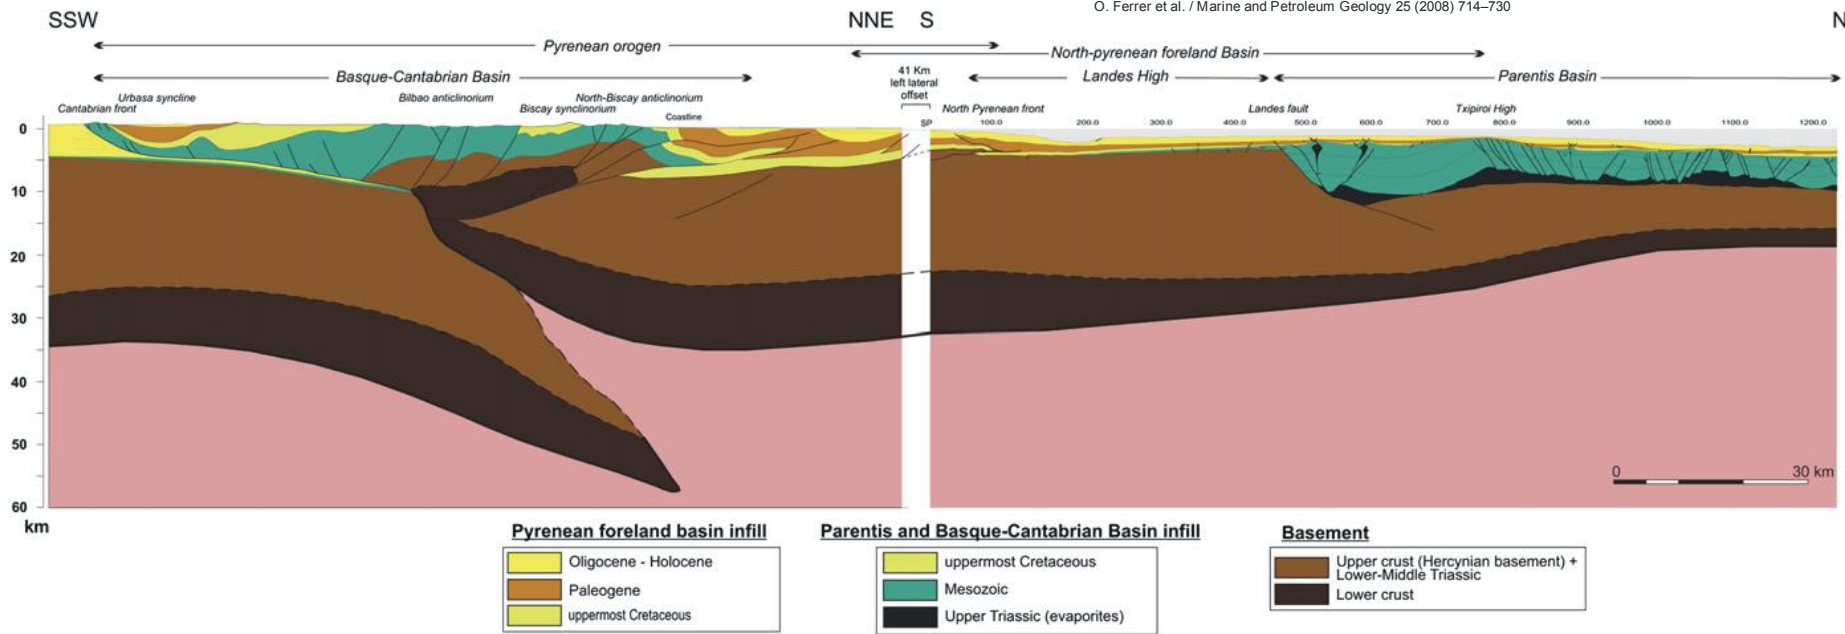 O. Ferrer et al. / Marine and Petroleum Geology 25 (2008) 714–730
SSW NNE S N
Pyrenean orogen
North-pyrenean foreland Basin
Basque-Cantabrian Basin
41 Km
left lateral
offset
Landes High
Parentis Basin
Urbasa syncline
Cantabrian front
Bilbao anticlinorium
North-Biscay anticlinorium
Biscay synclinorium
Coastline
North Pyrenean front
Landes fault
Txipiroi High
SP 100.0 200.0 300.0 400.0 500.0 600.0 700.0 800.0 900.0 1000.0 1100.0 1200.0
0
10
20
30
40
50
60
km
0 30 km
Pyrenean foreland basin infill
Oligocene - Holocene
Paleogene
uppermost Cretaceous
Parentis and Basque-Cantabrian Basin infill
uppermost Cretaceous
Mesozoic
Upper Triassic (evaporites)
Basement
Upper crust (Hercynian basement) +
Lower-Middle Triassic
Lower crust